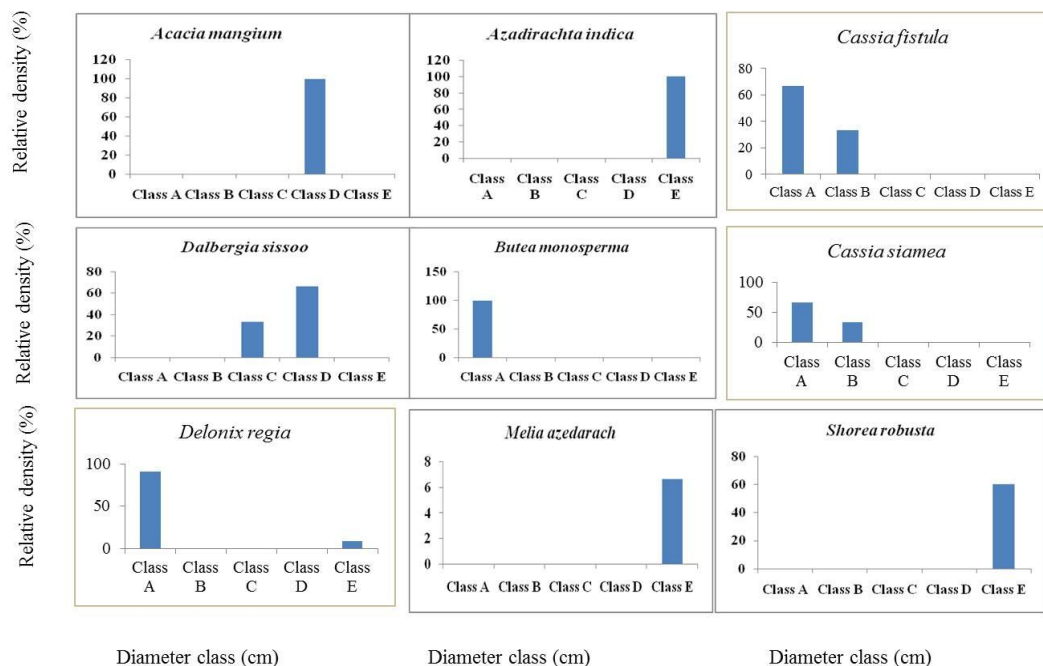 Relative density (%)
Acacia mangium
120
100
80
60
40
20
0
Class A Class B Class C Class D Class E
Azadirachta indica
120
100
80
60
40
20
0
Class A Class B Class C Class D Class E
Cassia fistula
80
60
40
20
0
Class A Class B Class C Class D Class E
Relative density (%)
Dalbergia sissoo
80
60
40
20
0
Class A Class B Class C Class D Class E
Butea monosperma
150
100
50
0
Class A Class B Class C Class D Class E
Cassia siamea
100
50
0
Class A Class B Class C Class D Class E
Relative density (%)
Delonix regia
100
50
0
Class A Class B Class C Class D Class E
Melia azedarach
8
6
4
2
0
Class A Class B Class C Class D Class E
Shorea robusta
80
60
40
20
0
Class A Class B Class C Class D Class E
Diameter class (cm)
Diameter class (cm)
Diameter class (cm)